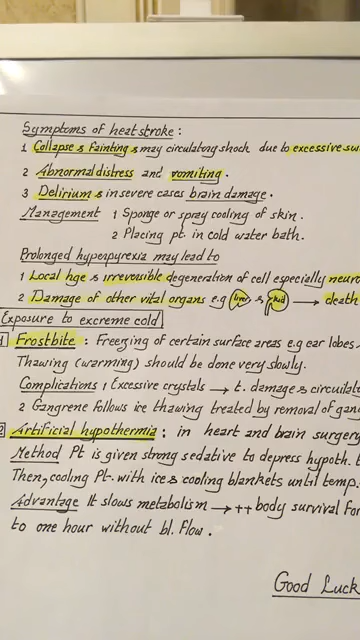 Symptoms of heat stroke :
1 Collapse & Fainting & may circulatory shock due to excessive
2 Abnormal distress and vomiting.
3 Delirium & in severe cases brain damage.
Management 1 Sponge or spray cooling of skin.
2 Placing pt. in cold water bath.
Prolonged hyperpyrexia may lead to
1 Local hge & irreversible degeneration of cell especially
2 Damage of other vital organs e.g liver & kid → death
Exposure to excreme cold
1 Frostbite : Freezing of certain surface areas e.g ear lobes
Thawing (warming) should be done very slowly.
Complications 1 Excessive crystals → t. damage &
2 Gangrene follows ice thawing treated by removal of
2 Artificial hypothermia : in heart and brain surgery
Method Pt is given strong sedative to depress hypoth.
Then, cooling Pt. with ice & cooling blankets until temp.
Advantage It slows metabolism → ++ body survival
to one hour without bl. Flow .
Good Luck